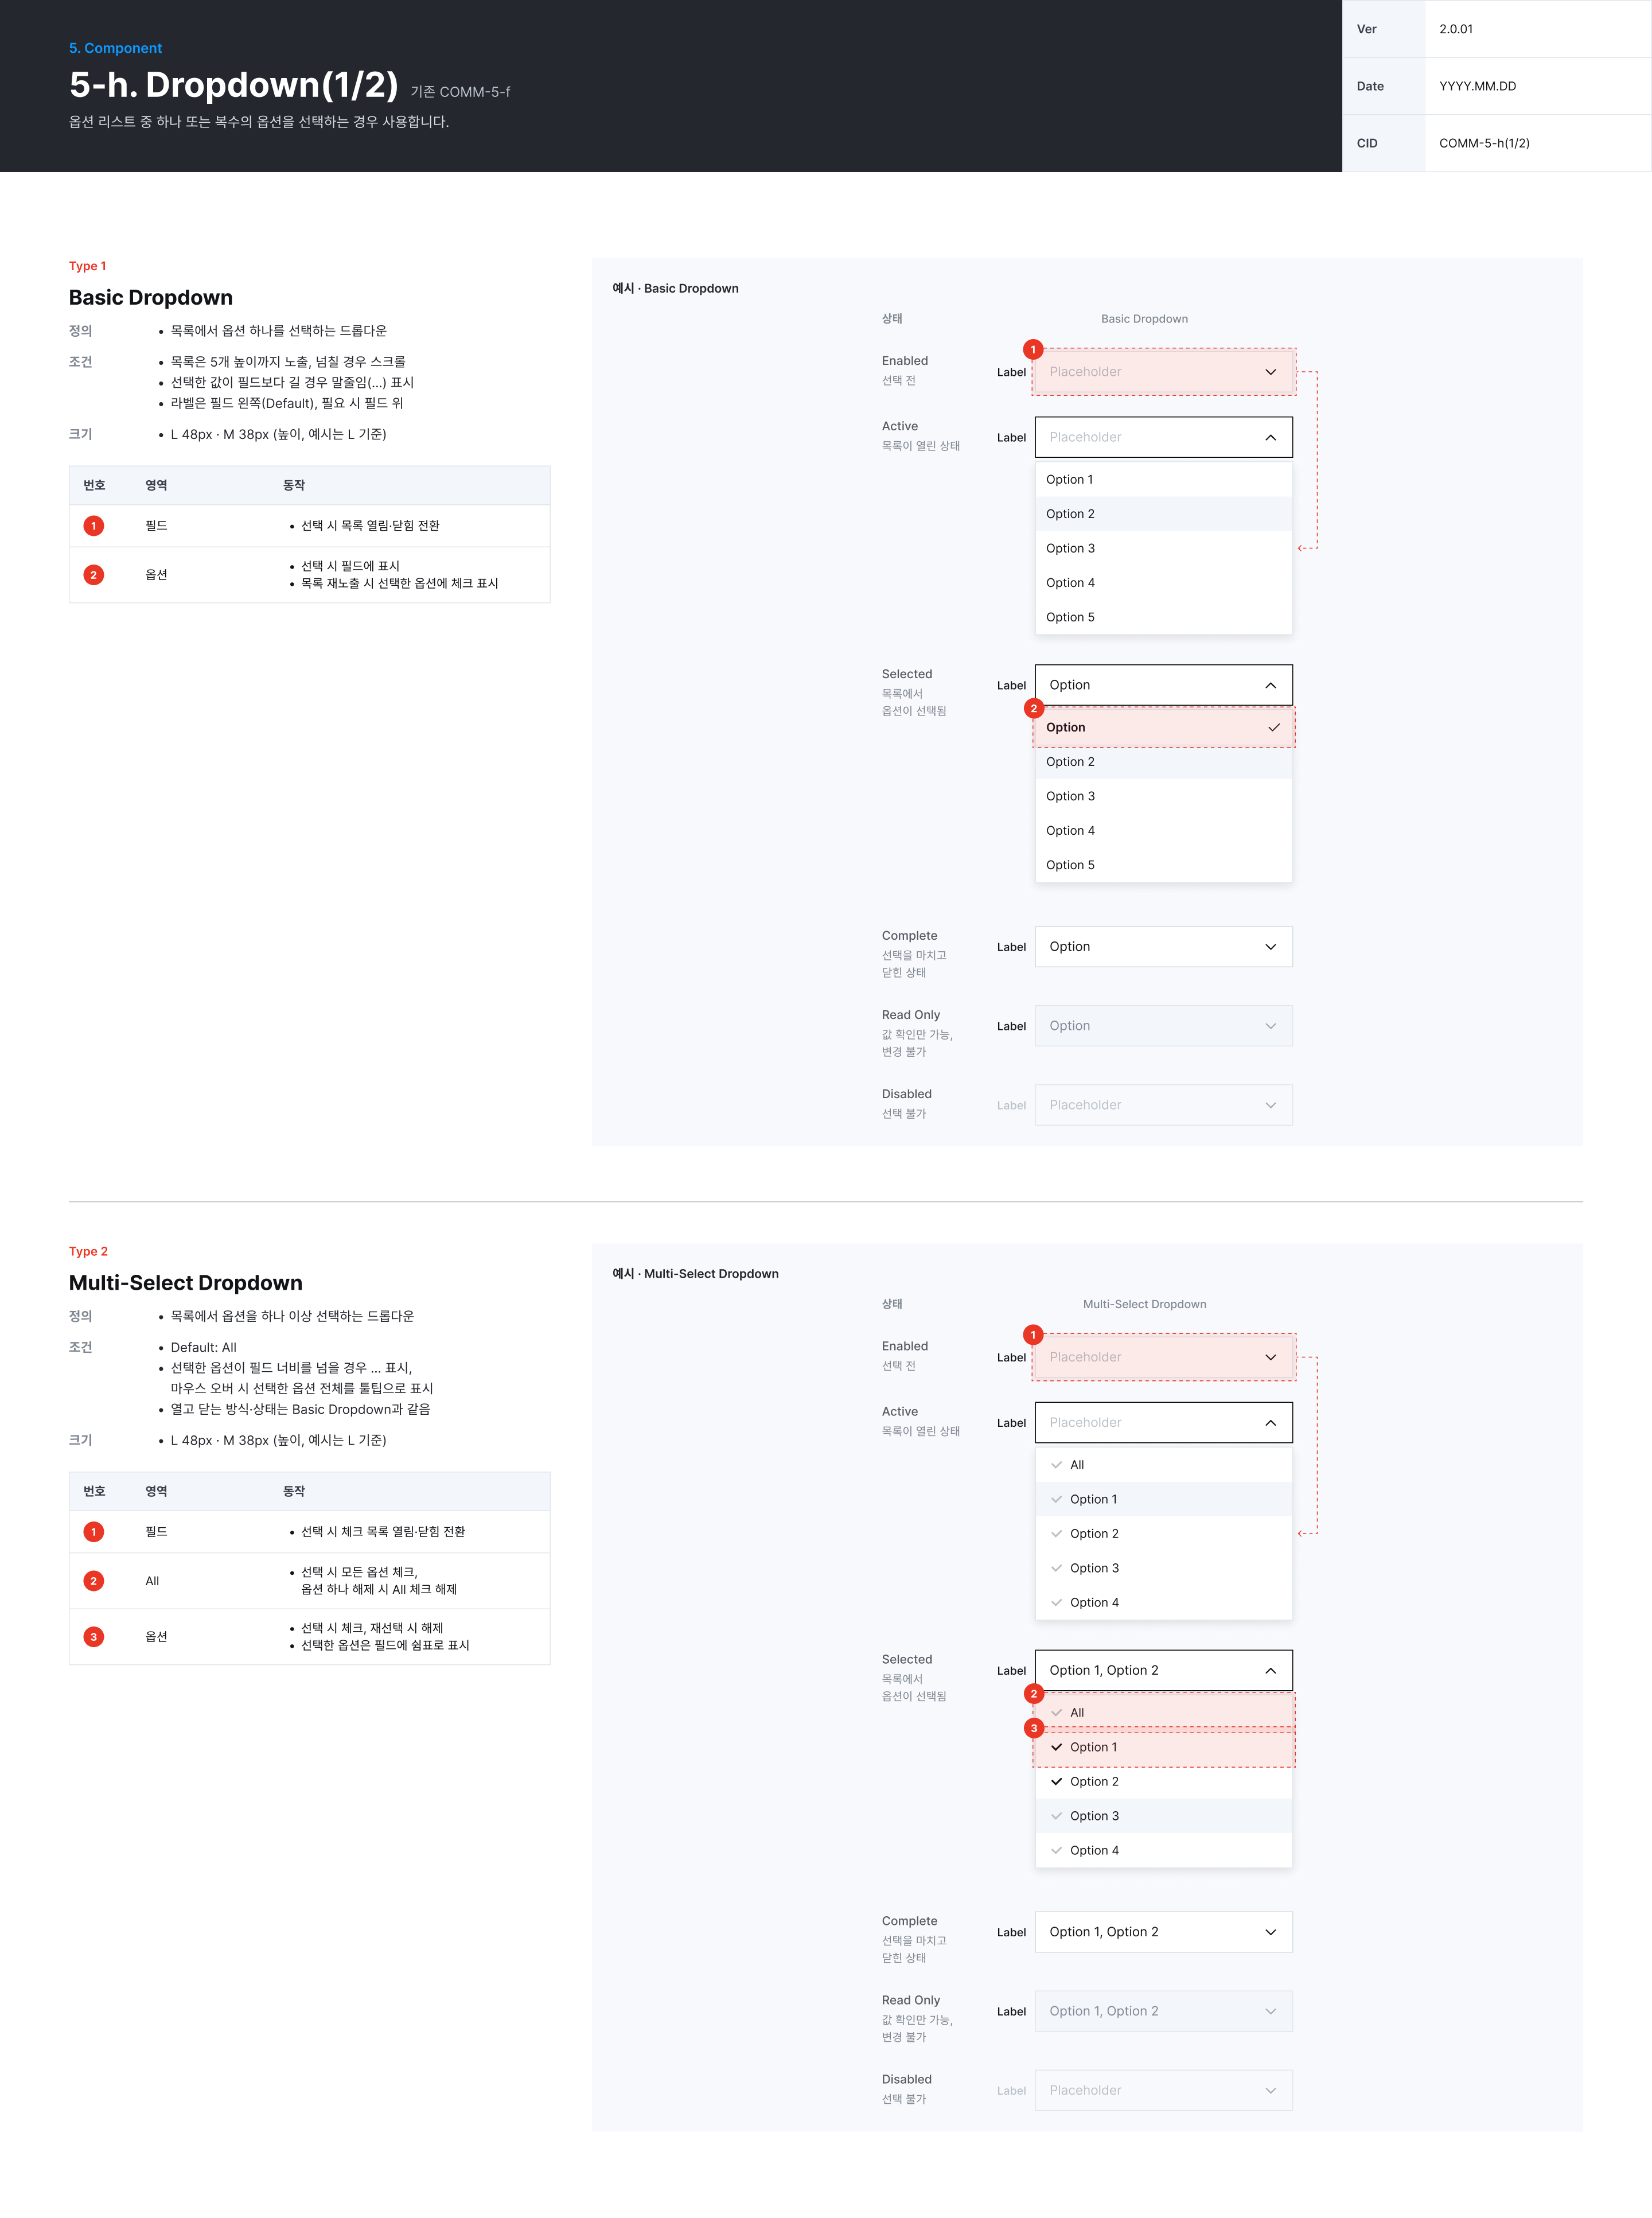 5. Component
5-h. Dropdown(1/2) 기존 COMM-5-f
옵션 리스트 중 하나 또는 복수의 옵션을 선택하는 경우 사용합니다.
Ver 2.0.01
Date YYYY.MM.DD
CID COMM-5-h(1/2)
Type 1
Basic Dropdown
정의 • 목록에서 옵션 하나를 선택하는 드롭다운
조건 • 목록은 5개 높이까지 노출, 넘칠 경우 스크롤
• 선택한 값이 필드보다 길 경우 말줄임(...) 표시
• 라벨은 필드 왼쪽(Default), 필요 시 필드 위
크기 • L 48px · M 38px (높이, 예시는 L 기준)
번호 영역 동작
1 필드 • 선택 시 목록 열림·닫힘 전환
2 옵션 • 선택 시 필드에 표시
• 목록 재노출 시 선택한 옵션에 체크 표시
예시 · Basic Dropdown
상태 Basic Dropdown
1
Enabled
선택 전
Label Placeholder
Active
목록이 열린 상태
Label Placeholder
Option 1
Option 2
Option 3
Option 4
Option 5
Selected
목록에서
옵션이 선택됨
Label Option
2
Option
Option 2
Option 3
Option 4
Option 5
Complete
선택을 마치고
닫힌 상태
Label Option
Read Only
값 확인만 가능,
변경 불가
Label Option
Disabled
선택 불가
Label Placeholder
Type 2
Multi-Select Dropdown
정의 • 목록에서 옵션을 하나 이상 선택하는 드롭다운
조건 • Default: All
• 선택한 옵션이 필드 너비를 넘을 경우 ... 표시,
마우스 오버 시 선택한 옵션 전체를 툴팁으로 표시
• 열고 닫는 방식·상태는 Basic Dropdown과 같음
크기 • L 48px · M 38px (높이, 예시는 L 기준)
번호 영역 동작
1 필드 • 선택 시 체크 목록 열림·닫힘 전환
2 All • 선택 시 모든 옵션 체크,
옵션 하나 해제 시 All 체크 해제
3 옵션 • 선택 시 체크, 재선택 시 해제
• 선택한 옵션은 필드에 쉼표로 표시
예시 · Multi-Select Dropdown
상태 Multi-Select Dropdown
1
Enabled
선택 전
Label Placeholder
Active
목록이 열린 상태
Label Placeholder
All
Option 1
Option 2
Option 3
Option 4
Selected
목록에서
옵션이 선택됨
Label Option 1, Option 2
2
All
3
Option 1
Option 2
Option 3
Option 4
Complete
선택을 마치고
닫힌 상태
Label Option 1, Option 2
Read Only
값 확인만 가능,
변경 불가
Label Option 1, Option 2
Disabled
선택 불가
Label Placeholder